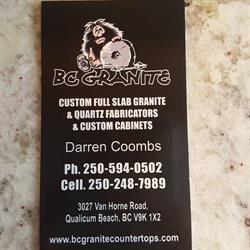 BC GRANITE
CUSTOM FULL SLAB GRANITE
& QUARTZ FABRICATORS
& CUSTOM CABINETS
Darren Coombs
Ph. 250-594-0502
Cell. 250-248-7989
3027 Van Horne Road,
Qualicum Beach, BC V9K 1X2
www.bcgranitecountertops.com